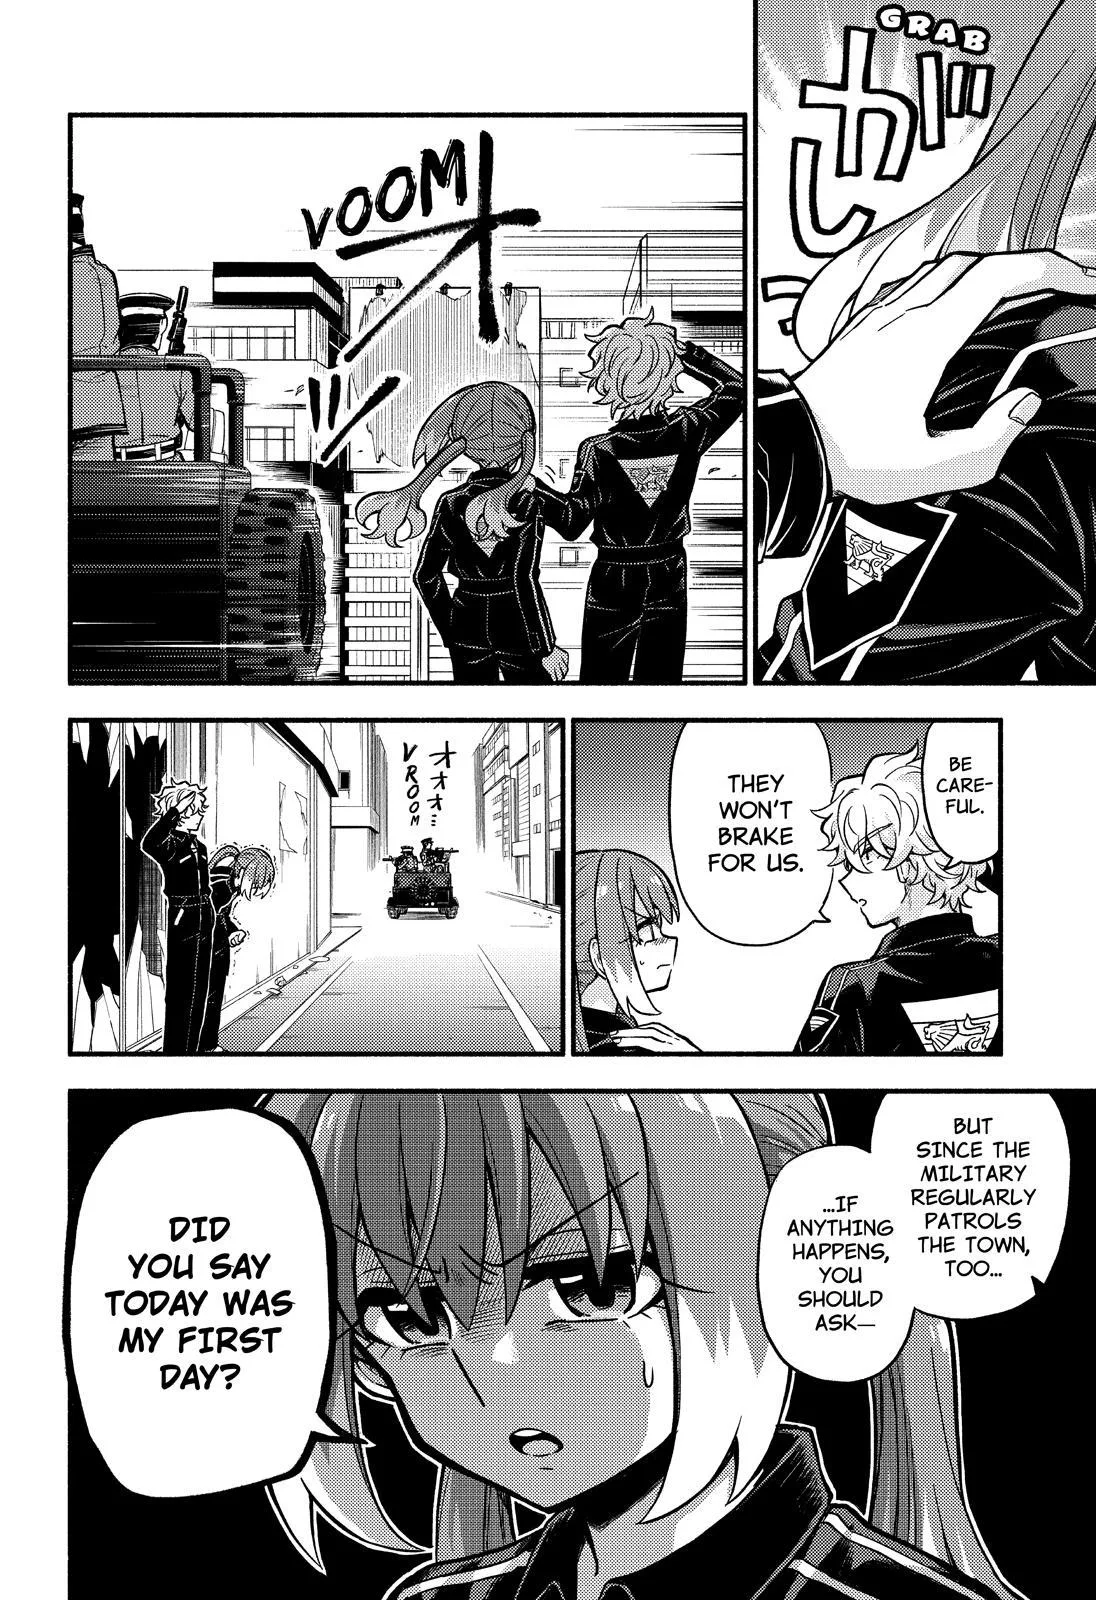 GRAB
がしっ
VOOM
オッ
BE
CARE-
FUL.
THEY
WON'T
BRAKE
FOR US.
オオオ...
VROOM
BUT
SINCE THE
MILITARY
REGULARLY
PATROLS
THE TOWN,
TOO...
...IF
ANYTHING
HAPPENS,
YOU
SHOULD
ASK—
DID
YOU SAY
TODAY WAS
MY FIRST
DAY?